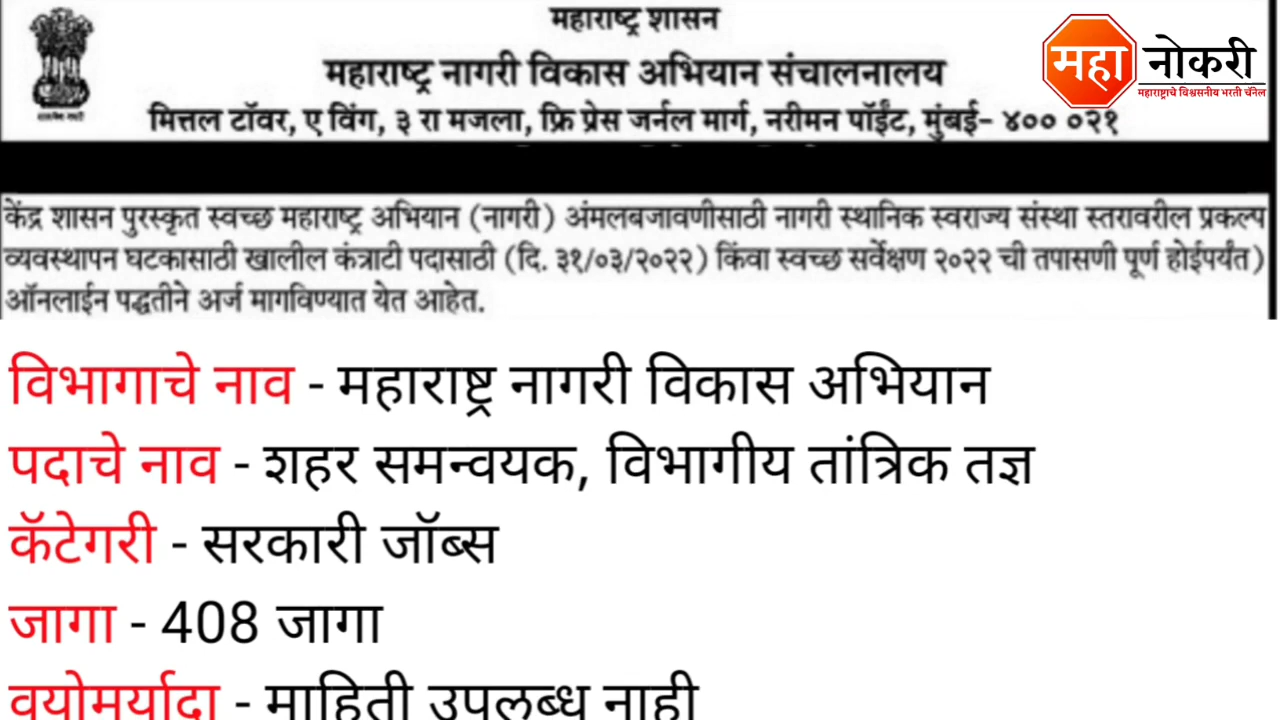 महाराष्ट्र शासन
महाराष्ट्र नागरी विकास अभियान संचालनालय
मित्तल टॉवर, ए विंग, ३ रा मजला, फ्रि प्रेस जर्नल मार्ग, नरीमन पॉईंट, मुंबई- ४०० ०२१
महा नोकरी
महाराष्ट्राचे विश्वसनीय भरती चॅनेल
केंद्र शासन पुरस्कृत स्वच्छ महाराष्ट्र अभियान (नागरी) अंमलबजावणीसाठी नागरी स्थानिक स्वराज्य संस्था स्तरावरील प्रकल्प
व्यवस्थापन घटकासाठी खालील कंत्राटी पदासाठी (दि. ३१/०३/२०२२) किंवा स्वच्छ सर्वेक्षण २०२२ ची तपासणी पूर्ण होईपर्यंत)
ऑनलाईन पद्धतीने अर्ज मागविण्यात येत आहेत.
विभागाचे नाव - महाराष्ट्र नागरी विकास अभियान
पदाचे नाव - शहर समन्वयक, विभागीय तांत्रिक तज्ञ
कॅटेगरी - सरकारी जॉब्स
जागा - 408 जागा
वयोमर्यादा - माहिती उपलब्ध नाही